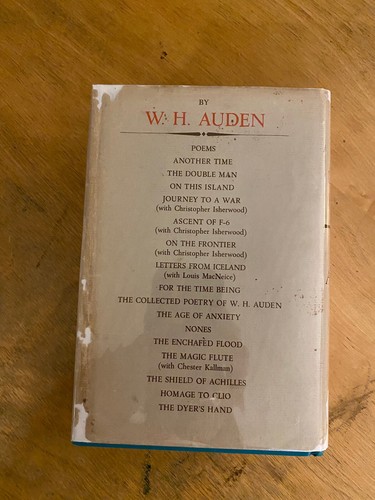 BY
W. H. AUDEN
POEMS
ANOTHER TIME
THE DOUBLE MAN
ON THIS ISLAND
JOURNEY TO A WAR
(with Christopher Isherwood)
ASCENT OF F-6
(with Christopher Isherwood)
ON THE FRONTIER
(with Christopher Isherwood)
LETTERS FROM ICELAND
(with Louis MacNeice)
FOR THE TIME BEING
THE COLLECTED POETRY OF W. H. AUDEN
THE AGE OF ANXIETY
NONES
THE ENCHAFED FLOOD
THE MAGIC FLUTE
(with Chester Kallman)
THE SHIELD OF ACHILLES
HOMAGE TO CLIO
THE DYER'S HAND